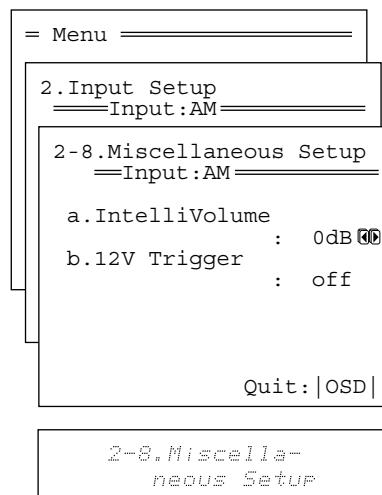 Menu
2.Input Setup
Input:AM
2-8.Miscellaneous Setup
Input:AM
a.IntelliVolume
: 0dB
b.12V Trigger
: off
Quit:|OSD|
2-8.Miscella-
neous Setup